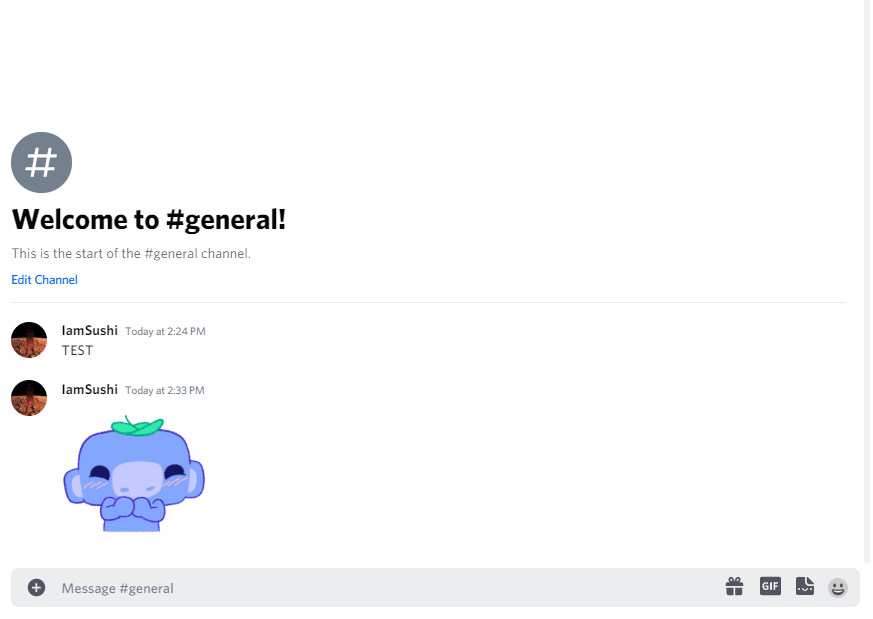 #
Welcome to #general!
This is the start of the #general channel.
Edit Channel
IamSushi Today at 2:24 PM
TEST
IamSushi Today at 2:33 PM
Message #general
GIF